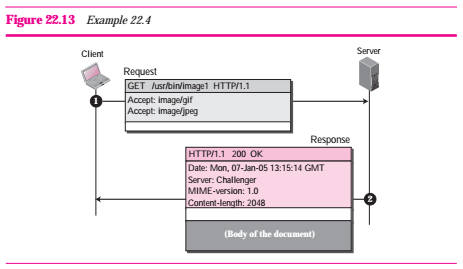 Figure 22.13 Example 22.4
Client
Server
Request
GET /usr/bin/image1 HTTP/1.1
1
Accept: image/gif
Accept: image/jpeg
Response
HTTP/1.1 200 OK
Date: Mon, 07-Jan-05 13:15:14 GMT
Server: Challenger
MIME-version: 1.0
Content-length: 2048
2
(Body of the document)